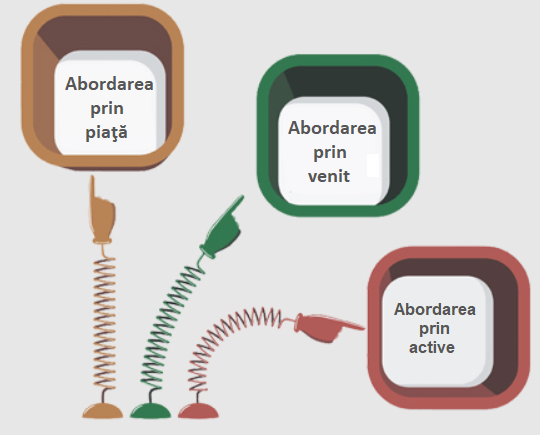 Abordarea
prin
piaţă
Abordarea
prin
venit
Abordarea
prin
active